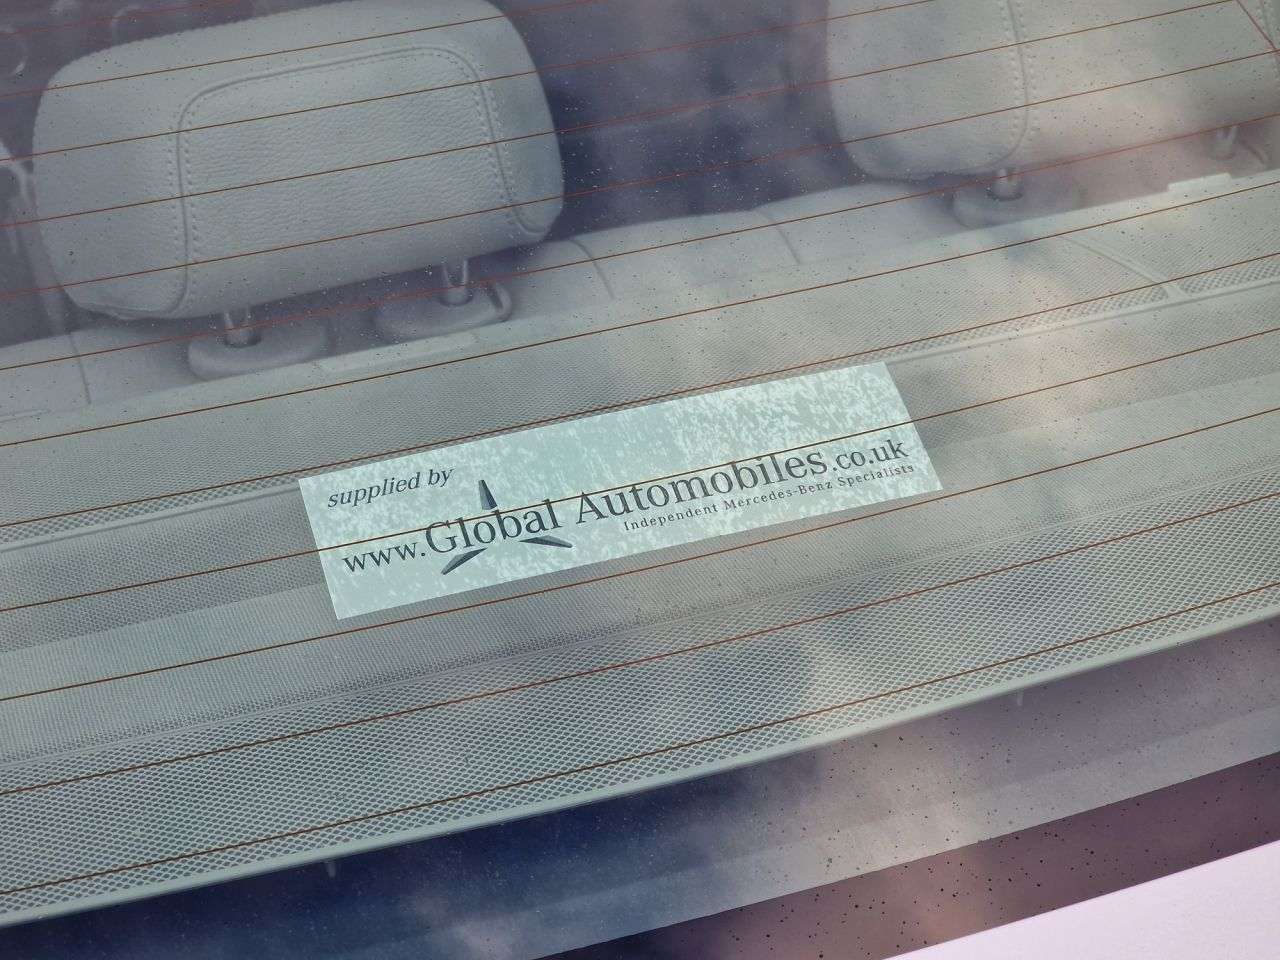 supplied by
www.Global Automobiles.co.uk
Independent Mercedes-Benz Specialists